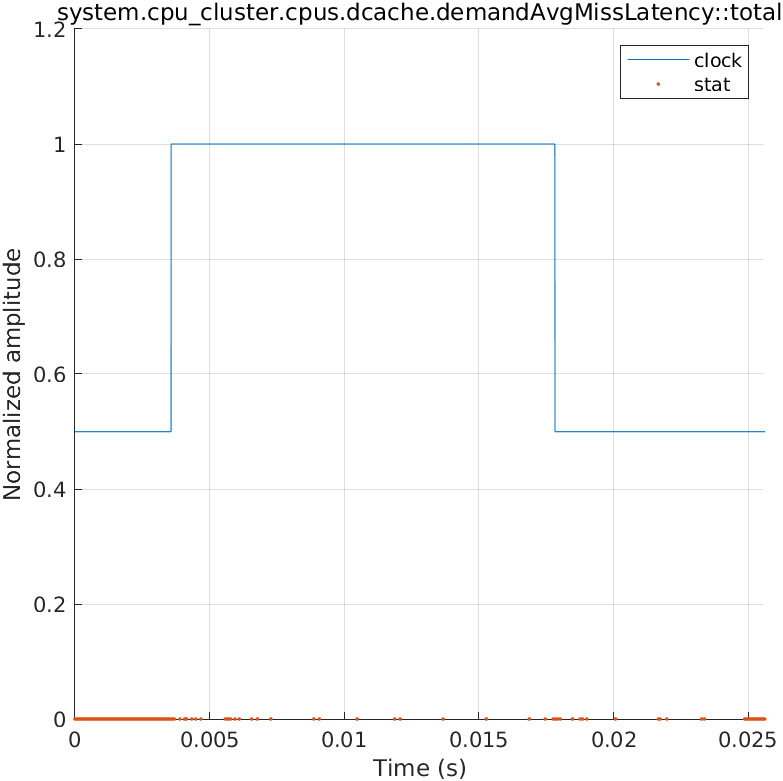 system.cpu_cluster.cpus.dcache.demandAvgMissLatency::total
1.2
1
0.8
0.6
0.4
0.2
0
Normalized amplitude
clock
stat
0 0.005 0.01 0.015 0.02 0.025
Time (s)